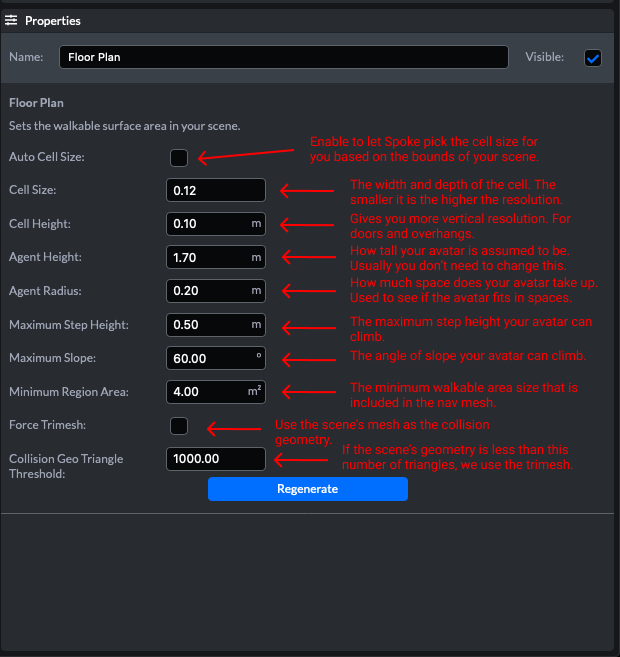 Properties
Name: Floor Plan Visible:
Floor Plan
Sets the walkable surface area in your scene.
Auto Cell Size:
Enable to let Spoke pick the cell size for
you based on the bounds of your scene.
Cell Size: 0.12
The width and depth of the cell. The
smaller it is the higher the resolution.
Cell Height: 0.10 m
Gives you more vertical resolution. For
doors and overhangs.
Agent Height: 1.70 m
How tall your avatar is assumed to be.
Usually you don't need to change this.
Agent Radius: 0.20 m
How much space does your avatar take up.
Used to see if the avatar fits in spaces.
Maximum Step Height: 0.50 m
The maximum step height your avatar can
climb.
Maximum Slope: 60.00 °
The angle of slope your avatar can climb.
Minimum Region Area: 4.00 m²
The minimum walkable area size that is
included in the nav mesh.
Force Trimesh:
Use the scene's mesh as the collision
geometry.
Collision Geo Triangle
Threshold:
1000.00
If the scene's geometry is less than this
number of triangles, we use the trimesh.
Regenerate